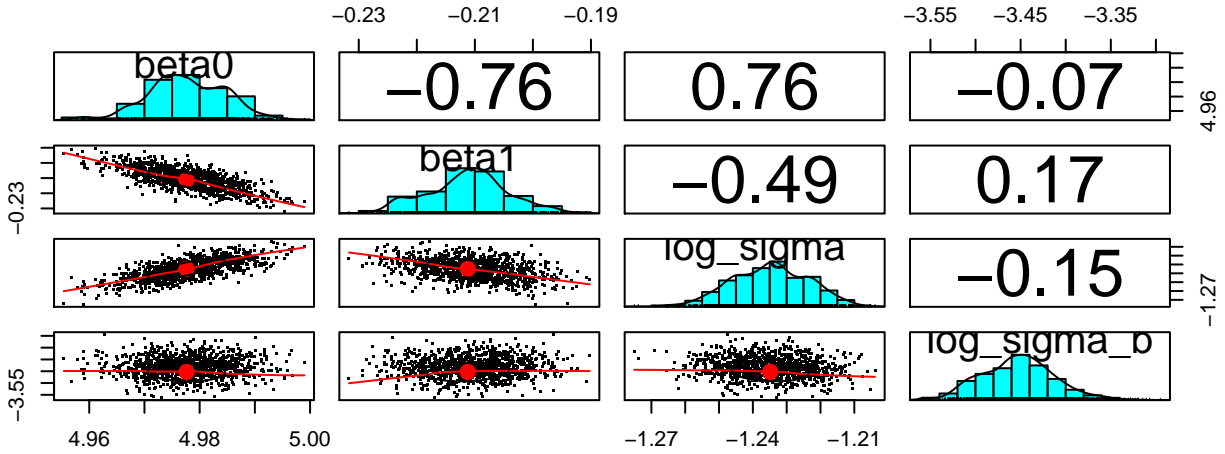 −0.23 −0.21 −0.19 −3.55 −3.45 −3.35
beta0 −0.76 0.76 −0.07 4.96
−0.23 beta1 −0.49 0.17
log_sigma −0.15 −1.27
−3.55 log_sigma_b
4.96 4.98 5.00 −1.27 −1.24 −1.21